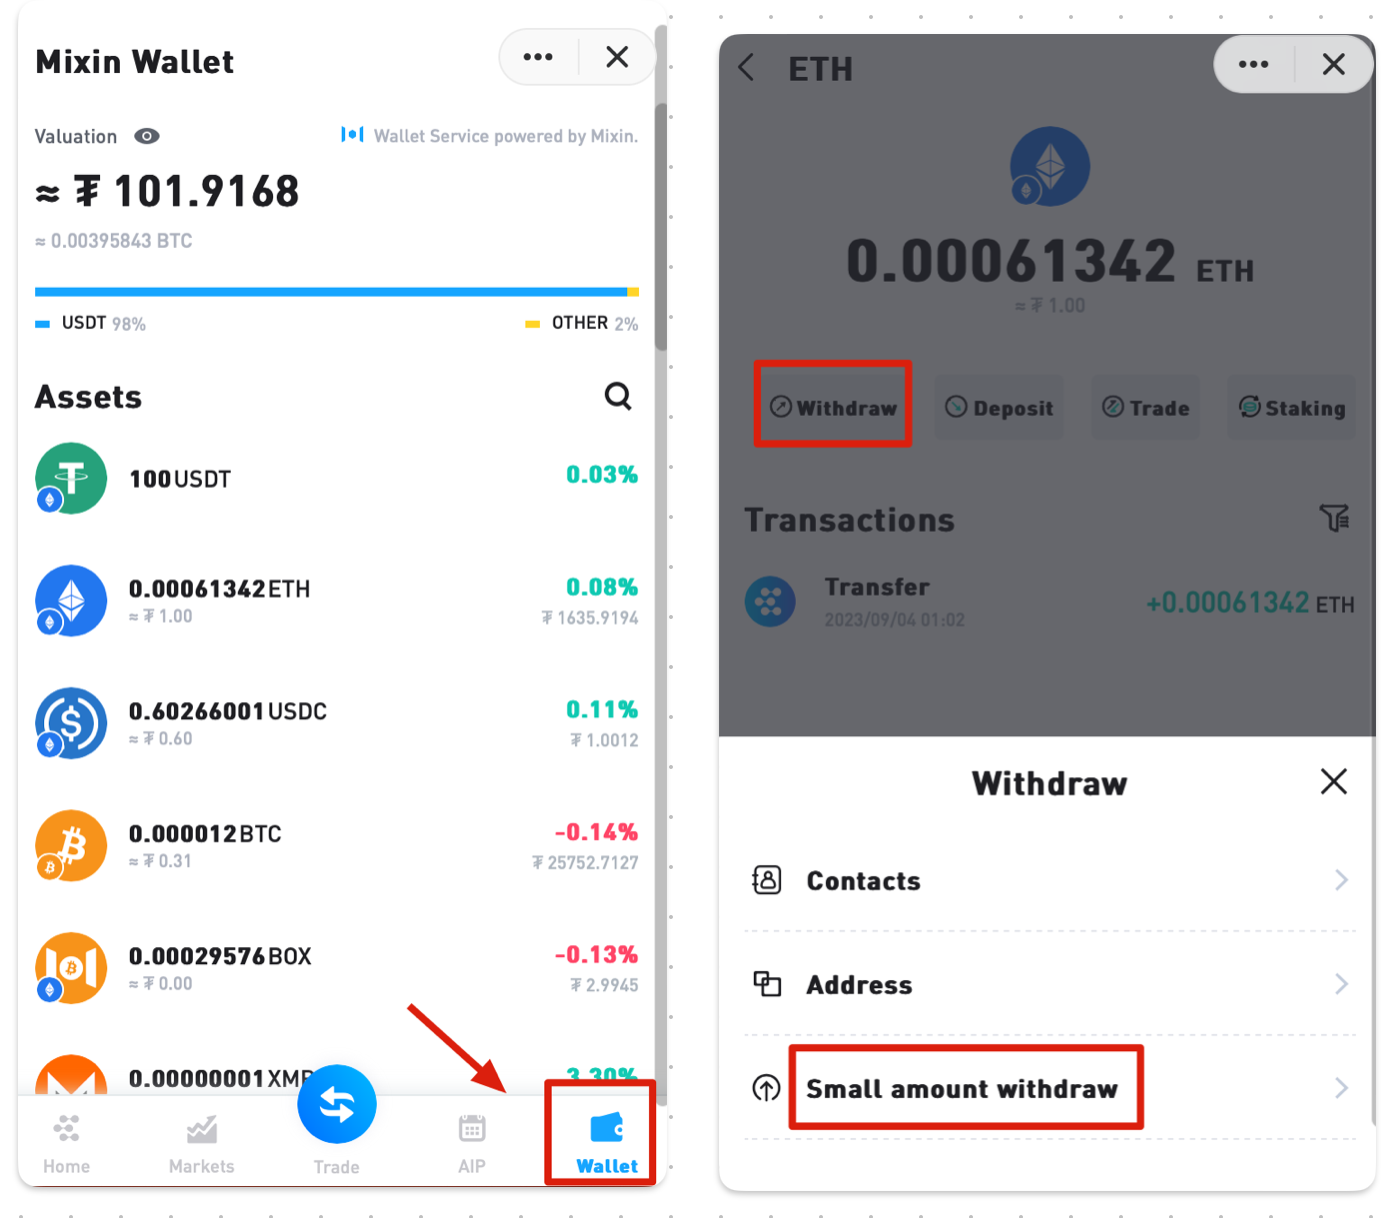 Mixin Wallet
Valuation
Wallet Service powered by Mixin.
≈ ₮ 101.9168
≈ 0.00395843 BTC
USDT 98%
OTHER 2%
Assets
100 USDT
0.03%
0.00061342 ETH
0.08%
≈ ₮ 1.00
₮ 1635.9194
0.60266001 USDC
0.11%
≈ ₮ 0.60
₮ 1.0012
0.000012 BTC
-0.14%
≈ ₮ 0.31
₮ 25752.7127
0.00029576 BOX
-0.13%
≈ ₮ 0.00
₮ 2.9945
0.00000001 XMR
3.30%
Home
Markets
Trade
AIP
Wallet
ETH
0.00061342 ETH
≈ ₮ 1.00
Withdraw
Deposit
Trade
Staking
Transactions
Transfer
+0.00061342 ETH
2023/09/04 01:02
Withdraw
Contacts
Address
Small amount withdraw